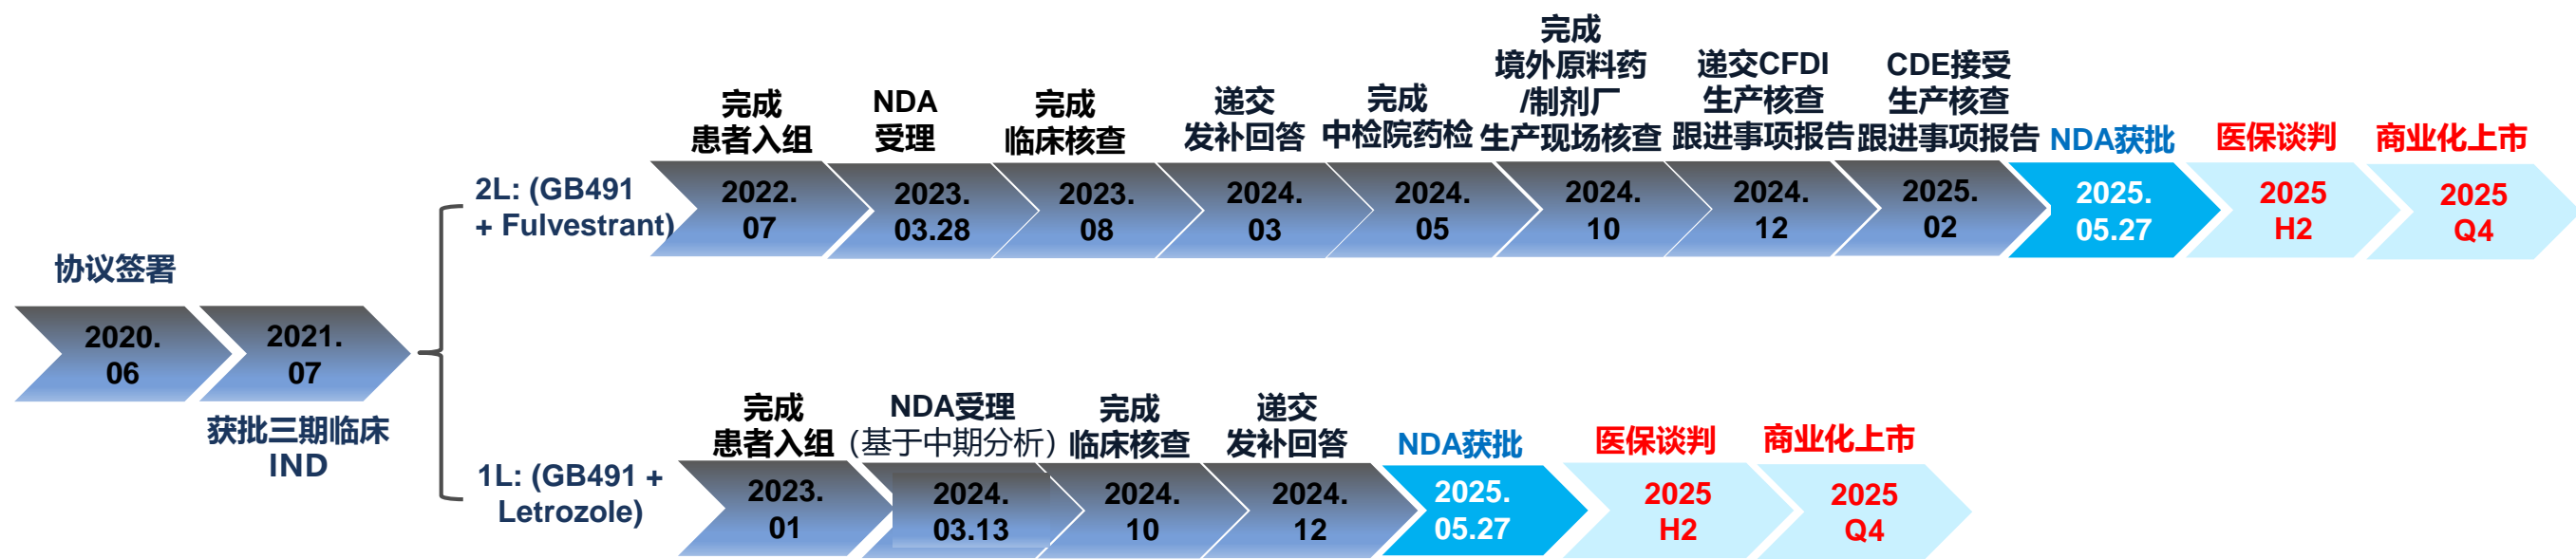 协议签署
2020.
06
2021.
07
获批三期临床
IND
2L: (GB491
+ Fulvestrant)
完成
患者入组
2022.
07
NDA
受理
2023.
03.28
完成
临床核查
2023.
08
递交
发补回答
2024.
03
完成
中检院药检
2024.
05
完成
境外原料药
/制剂厂
生产现场核查
2024.
10
递交CFDI
生产核查
跟进事项报告
2024.
12
CDE接受
生产核查
跟进事项报告
2025.
02
NDA获批
2025.
05.27
医保谈判
2025
H2
商业化上市
2025
Q4
1L: (GB491 +
Letrozole)
完成
患者入组
2023.
01
NDA受理
（基于中期分析）
2024.
03.13
完成
临床核查
2024.
10
递交
发补回答
2024.
12
NDA获批
2025.
05.27
医保谈判
2025
H2
商业化上市
2025
Q4